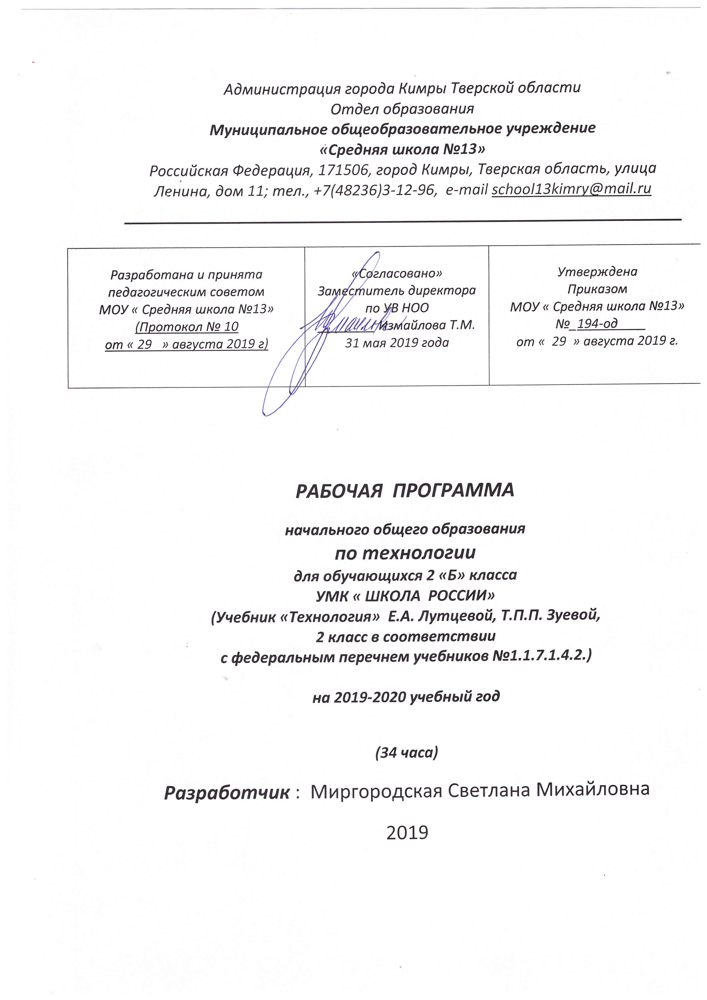 Администрация города Кимры Тверской области
Отдел образования
Муниципальное общеобразовательное учреждение
«Средняя школа №13»
Российская Федерация, 171506, город Кимры, Тверская область, улица
Ленина, дом 11; тел., +7(48236)3-12-96, e-mail school13kimry@mail.ru
Разработана и принята
педагогическим советом
МОУ « Средняя школа №13»
(Протокол № 10
от « 29 » августа 2019 г)
«Согласовано»
Заместитель директора
по УВ НОО
________ Измайлова Т.М.
31 мая 2019 года
Утверждена
Приказом
МОУ « Средняя школа №13»
№_194-од____
от « 29 » августа 2019 г.
РАБОЧАЯ ПРОГРАММА
начального общего образования
по технологии
для обучающихся 2 «Б» класса
УМК « ШКОЛА РОССИИ»
(Учебник «Технология» Е.А. Лутцевой, Т.П.П. Зуевой,
2 класс в соответствии
с федеральным перечнем учебников №1.1.7.1.4.2.)
на 2019-2020 учебный год
(34 часа)
Разработчик : Миргородская Светлана Михайловна
2019